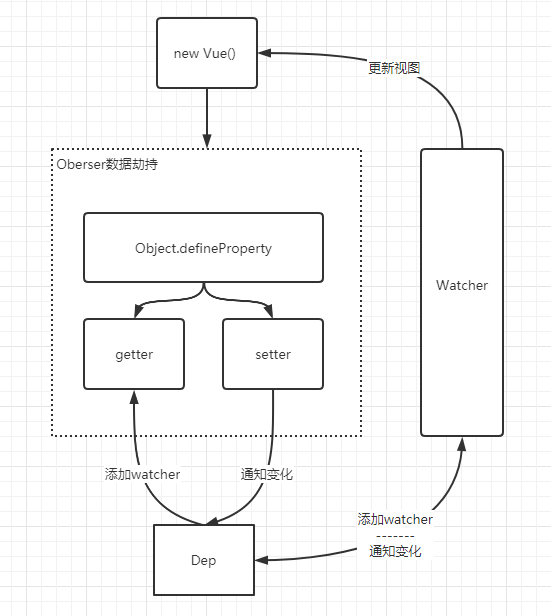 new Vue()
更新视图
Oberser数据劫持
Object.defineProperty
Watcher
getter
setter
添加watcher
通知变化
添加watcher
-------
通知变化
Dep